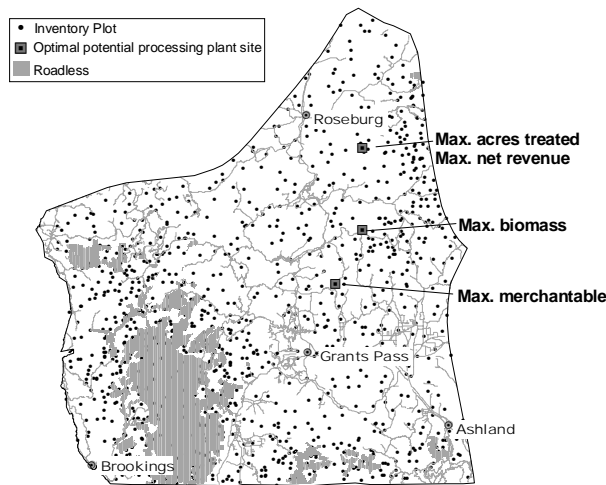 Inventory Plot
Optimal potential processing plant site
Roadless
Roseburg
Max. acres treated
Max. net revenue
Max. biomass
Max. merchantable
Grants Pass
Ashland
Brookings